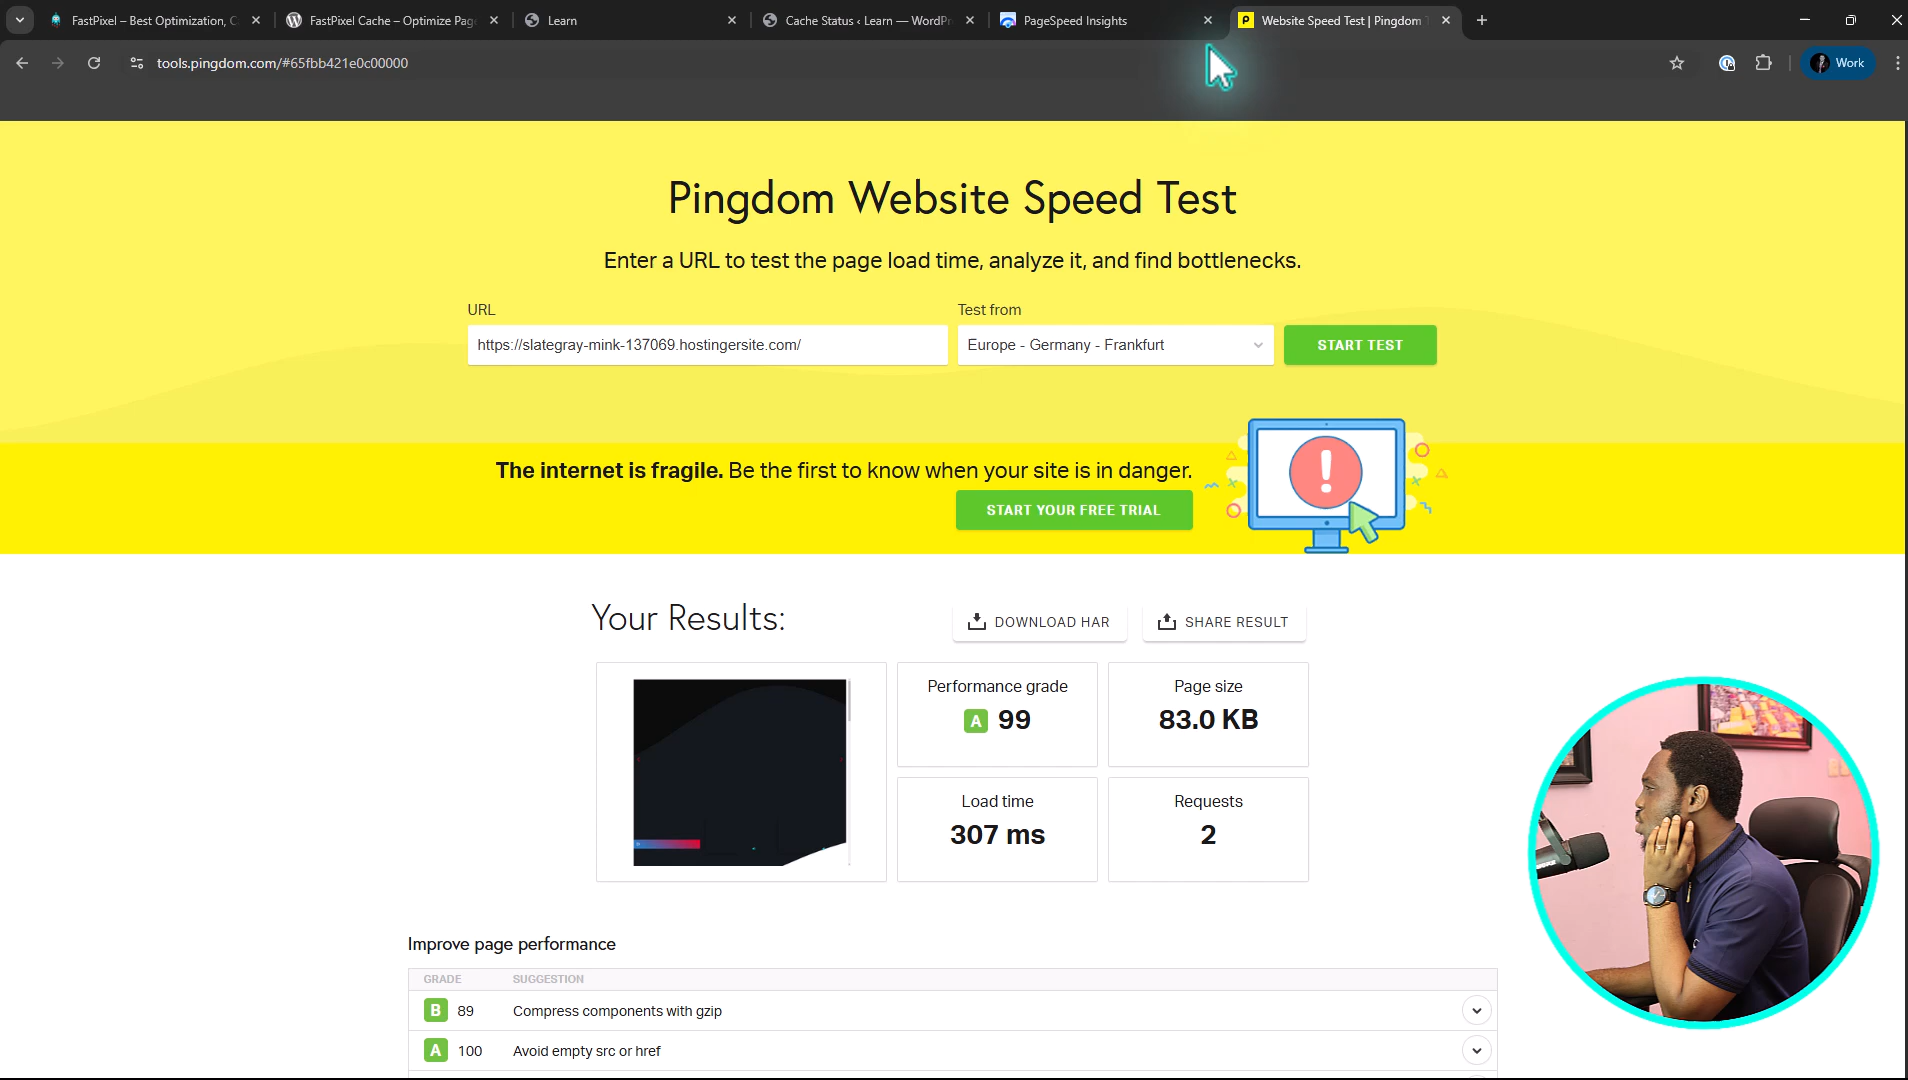 FastPixel – Best Optimization, C
FastPixel Cache – Optimize Page
Learn
Cache Status ‹ Learn — WordPr
PageSpeed Insights
Website Speed Test | Pingdom T
tools.pingdom.com/#65fbb421e0c00000
Work
Pingdom Website Speed Test
Enter a URL to test the page load time, analyze it, and find bottlenecks.
URL
Test from
https://slategray-mink-137069.hostingersite.com/
Europe - Germany - Frankfurt
START TEST
The internet is fragile. Be the first to know when your site is in danger.
START YOUR FREE TRIAL
Your Results:
DOWNLOAD HAR
SHARE RESULT
Performance grade
A 99
Page size
83.0 KB
Load time
307 ms
Requests
2
Improve page performance
GRADE SUGGESTION
B 89 Compress components with gzip
A 100 Avoid empty src or href